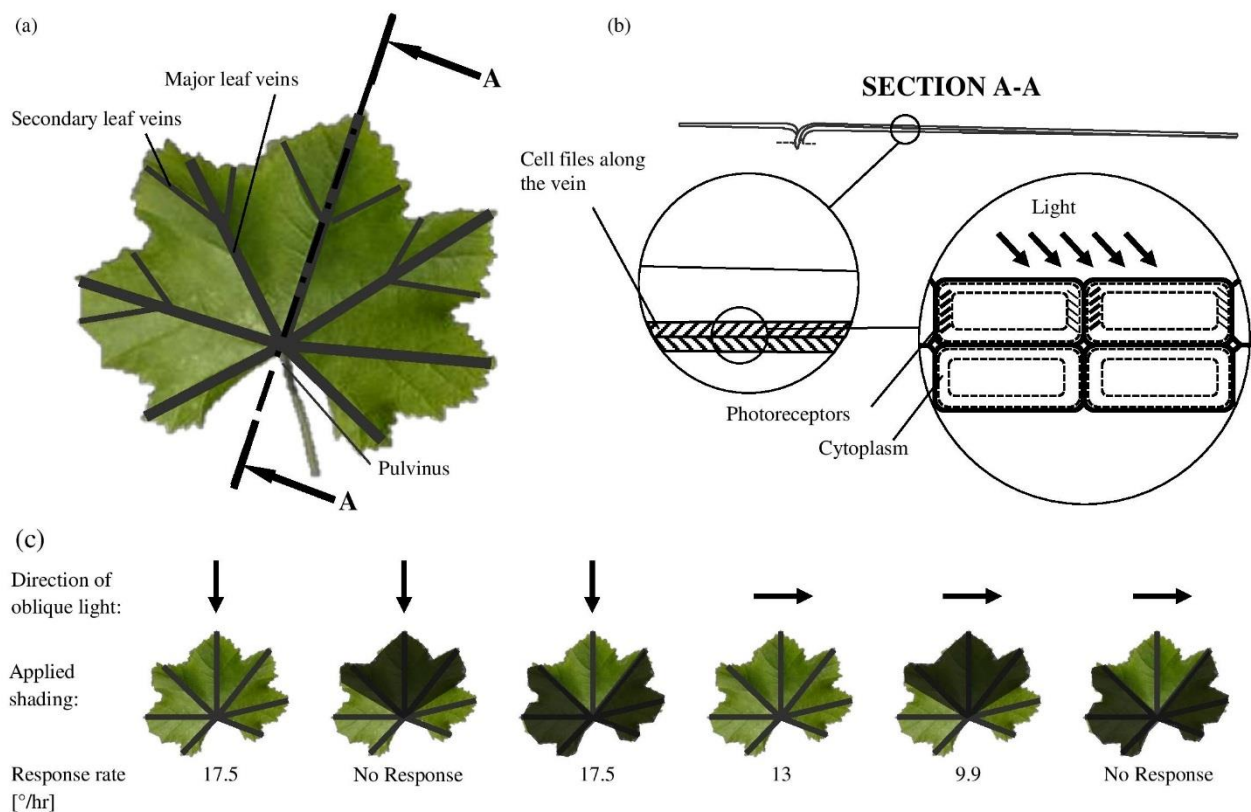 (a)
A
Major leaf veins
Secondary leaf veins
Pulvinus
A
(b)
SECTION A-A
Cell files along
the vein
Light
Photoreceptors
Cytoplasm
(c)
Direction of
oblique light:
Applied
shading:
Response rate
[°/hr]
17.5
No Response
17.5
13
9.9
No Response